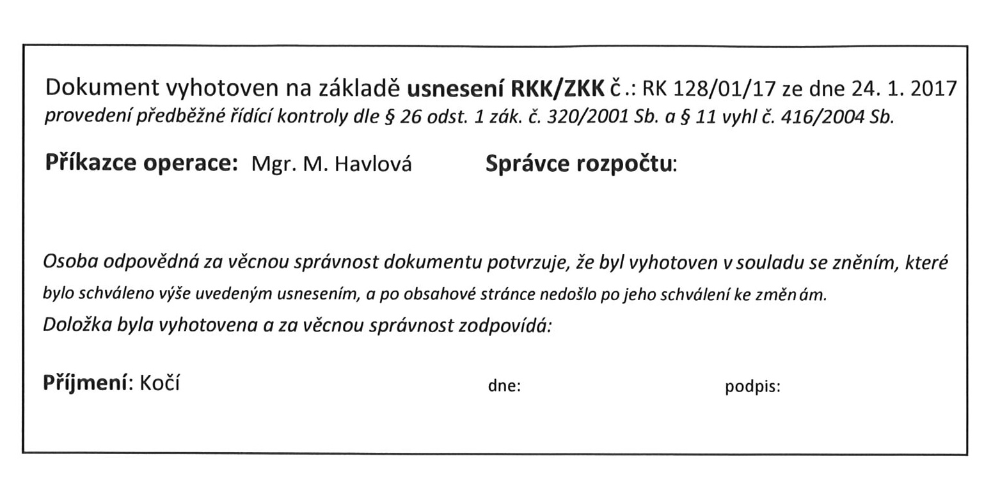 Dokument vyhotoven na základě usnesení RKK/ZKK č.: RK 128/01/17 ze dne 24. 1. 2017
provedení předběžné řídící kontroly dle § 26 odst. 1 zák. č. 320/2001 Sb. a § 11 vyhl č. 416/2004 Sb.
Příkazce operace: Mgr. M. Havlová Správce rozpočtu:
Osoba odpovědná za věcnou správnost dokumentu potvrzuje, že byl vyhotoven v souladu se zněním, které
bylo schváleno výše uvedeným usnesením, a po obsahové stránce nedošlo po jeho schválení ke změnám.
Doložka byla vyhotovena a za věcnou správnost zodpovídá:
Příjmení: Kočí dne: podpis: